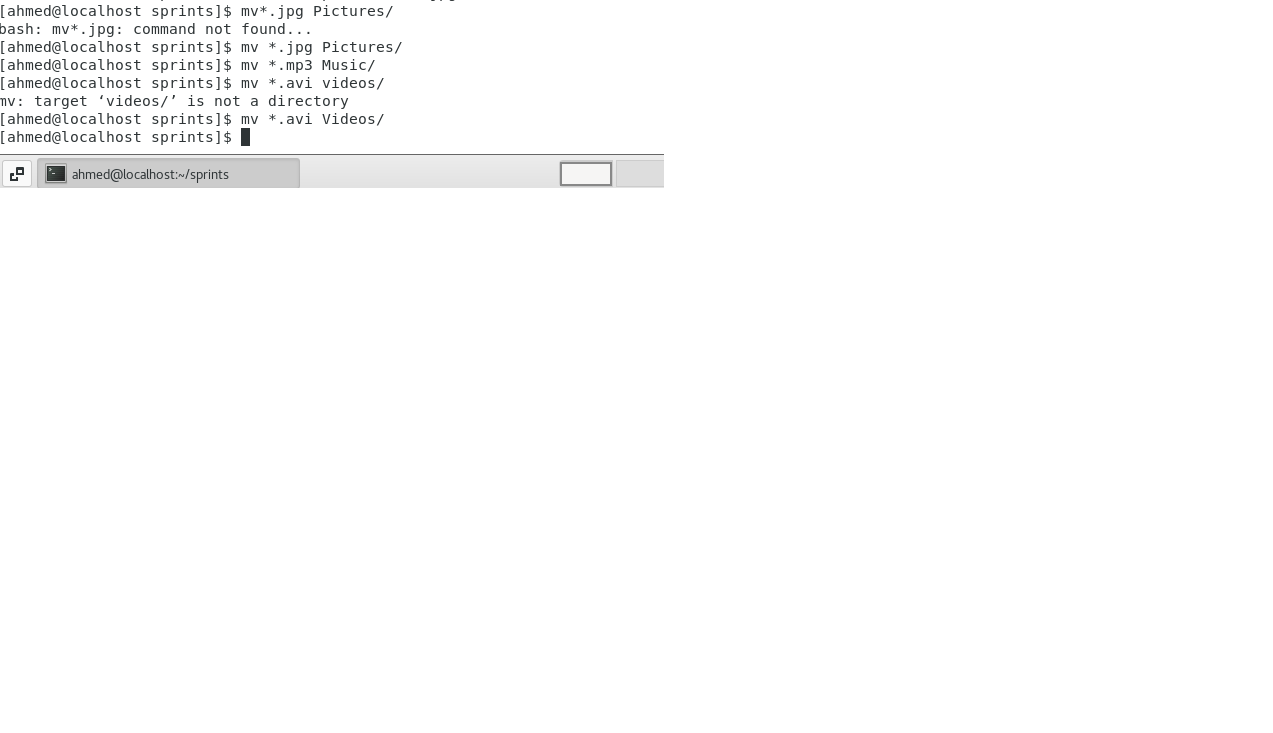 [ahmed@localhost sprints]$ mv*.jpg Pictures/
bash: mv*.jpg: command not found...
[ahmed@localhost sprints]$ mv *.jpg Pictures/
[ahmed@localhost sprints]$ mv *.mp3 Music/
[ahmed@localhost sprints]$ mv *.avi videos/
mv: target ‘videos/’ is not a directory
[ahmed@localhost sprints]$ mv *.avi Videos/
[ahmed@localhost sprints]$
ahmed@localhost:~/sprints